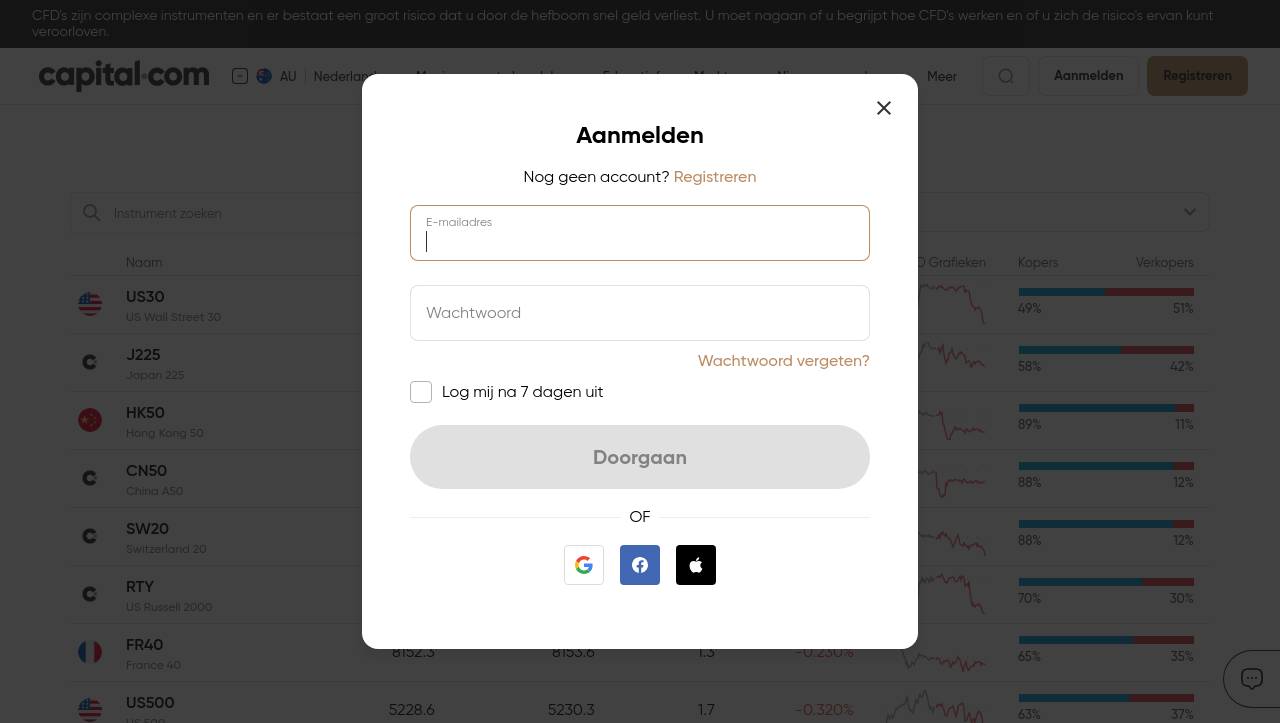 CFD's zijn complexe instrumenten en er bestaat een groot risico dat u door de hefboom snel geld verliest. U moet nagaan of u begrijpt hoe CFD's werken en of u zich de risico's ervan kunt
veroorloven.
capital.com
AU
Meer
Aanmelden
Registreren
Aanmelden
Nog geen account? Registreren
E-mailadres
Wachtwoord
Wachtwoord vergeten?
Log mij na 7 dagen uit
Doorgaan
OF
Instrument zoeken
Naam
Grafieken
Kopers
Verkopers
US30
US Wall Street 30
49%
51%
J225
Japan 225
58%
42%
HK50
Hong Kong 50
89%
11%
CN50
China A50
88%
12%
SW20
Switzerland 20
88%
12%
RTY
US Russell 2000
70%
30%
FR40
France 40
8152.3
8153.6
1.3
-0.230%
65%
35%
US500
US 500
5228.6
5230.3
1.7
-0.320%
63%
37%